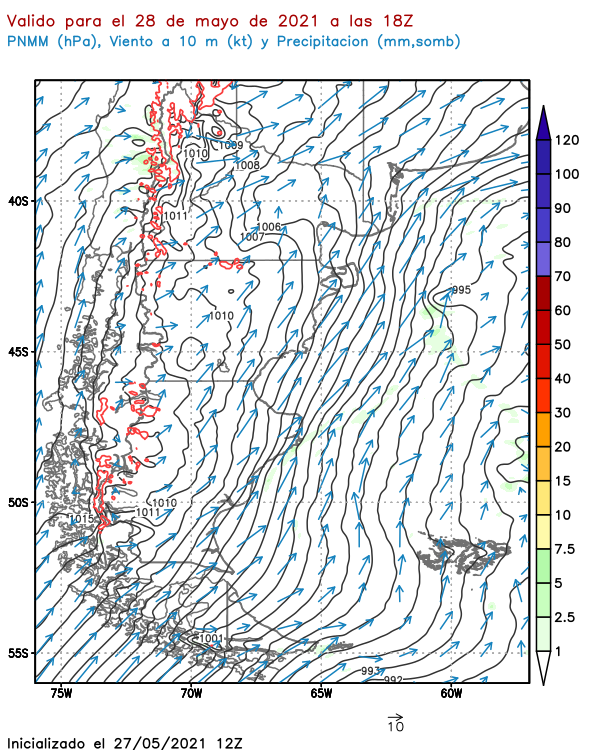 Valido para el 28 de mayo de 2021 a las 18Z
PNMM (hPa), Viento a 10 m (kt) y Precipitacion (mm,somb)
1009
1010
1008
1011
1006
1007
995
1010
1010
1011
1015
1001
993
992
40S
45S
50S
55S
75W
70W
65W
60W
120
100
90
80
70
60
50
40
30
20
15
10
7.5
5
2.5
1
10
Inicializado el 27/05/2021 12Z